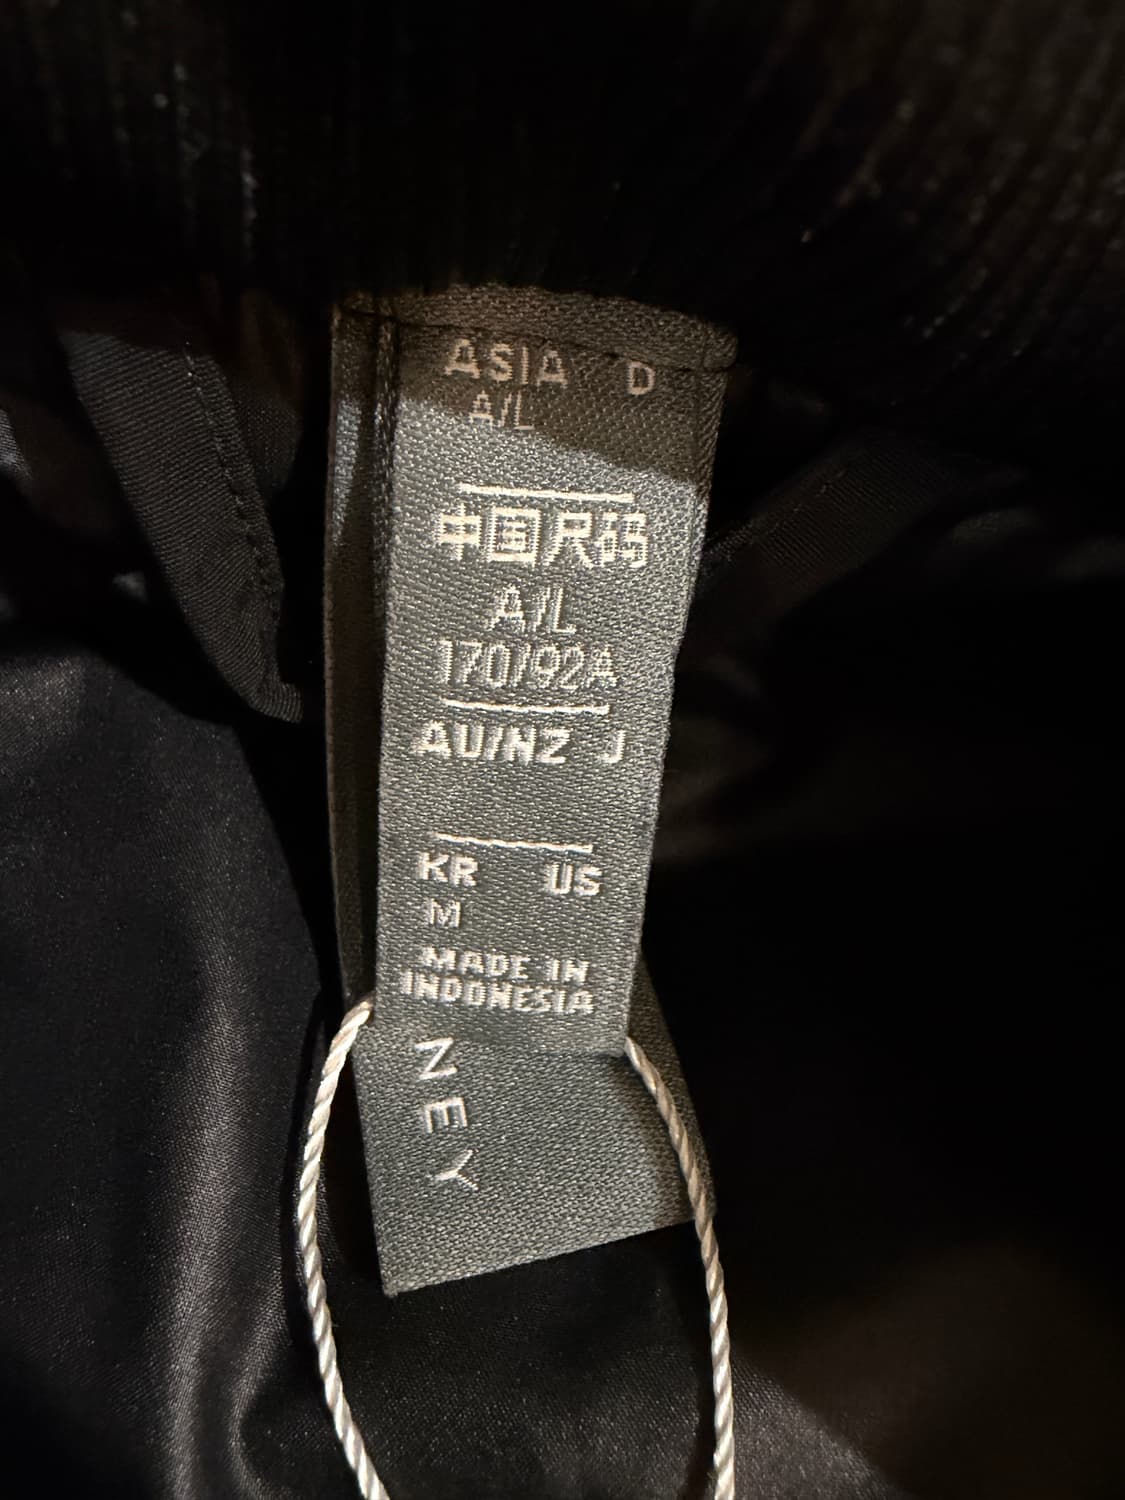 ASIA D
A/L
中国尺码
A/L
170/92A
AU/NZ J
KR US
M
MADE IN
INDONESIA
NEY